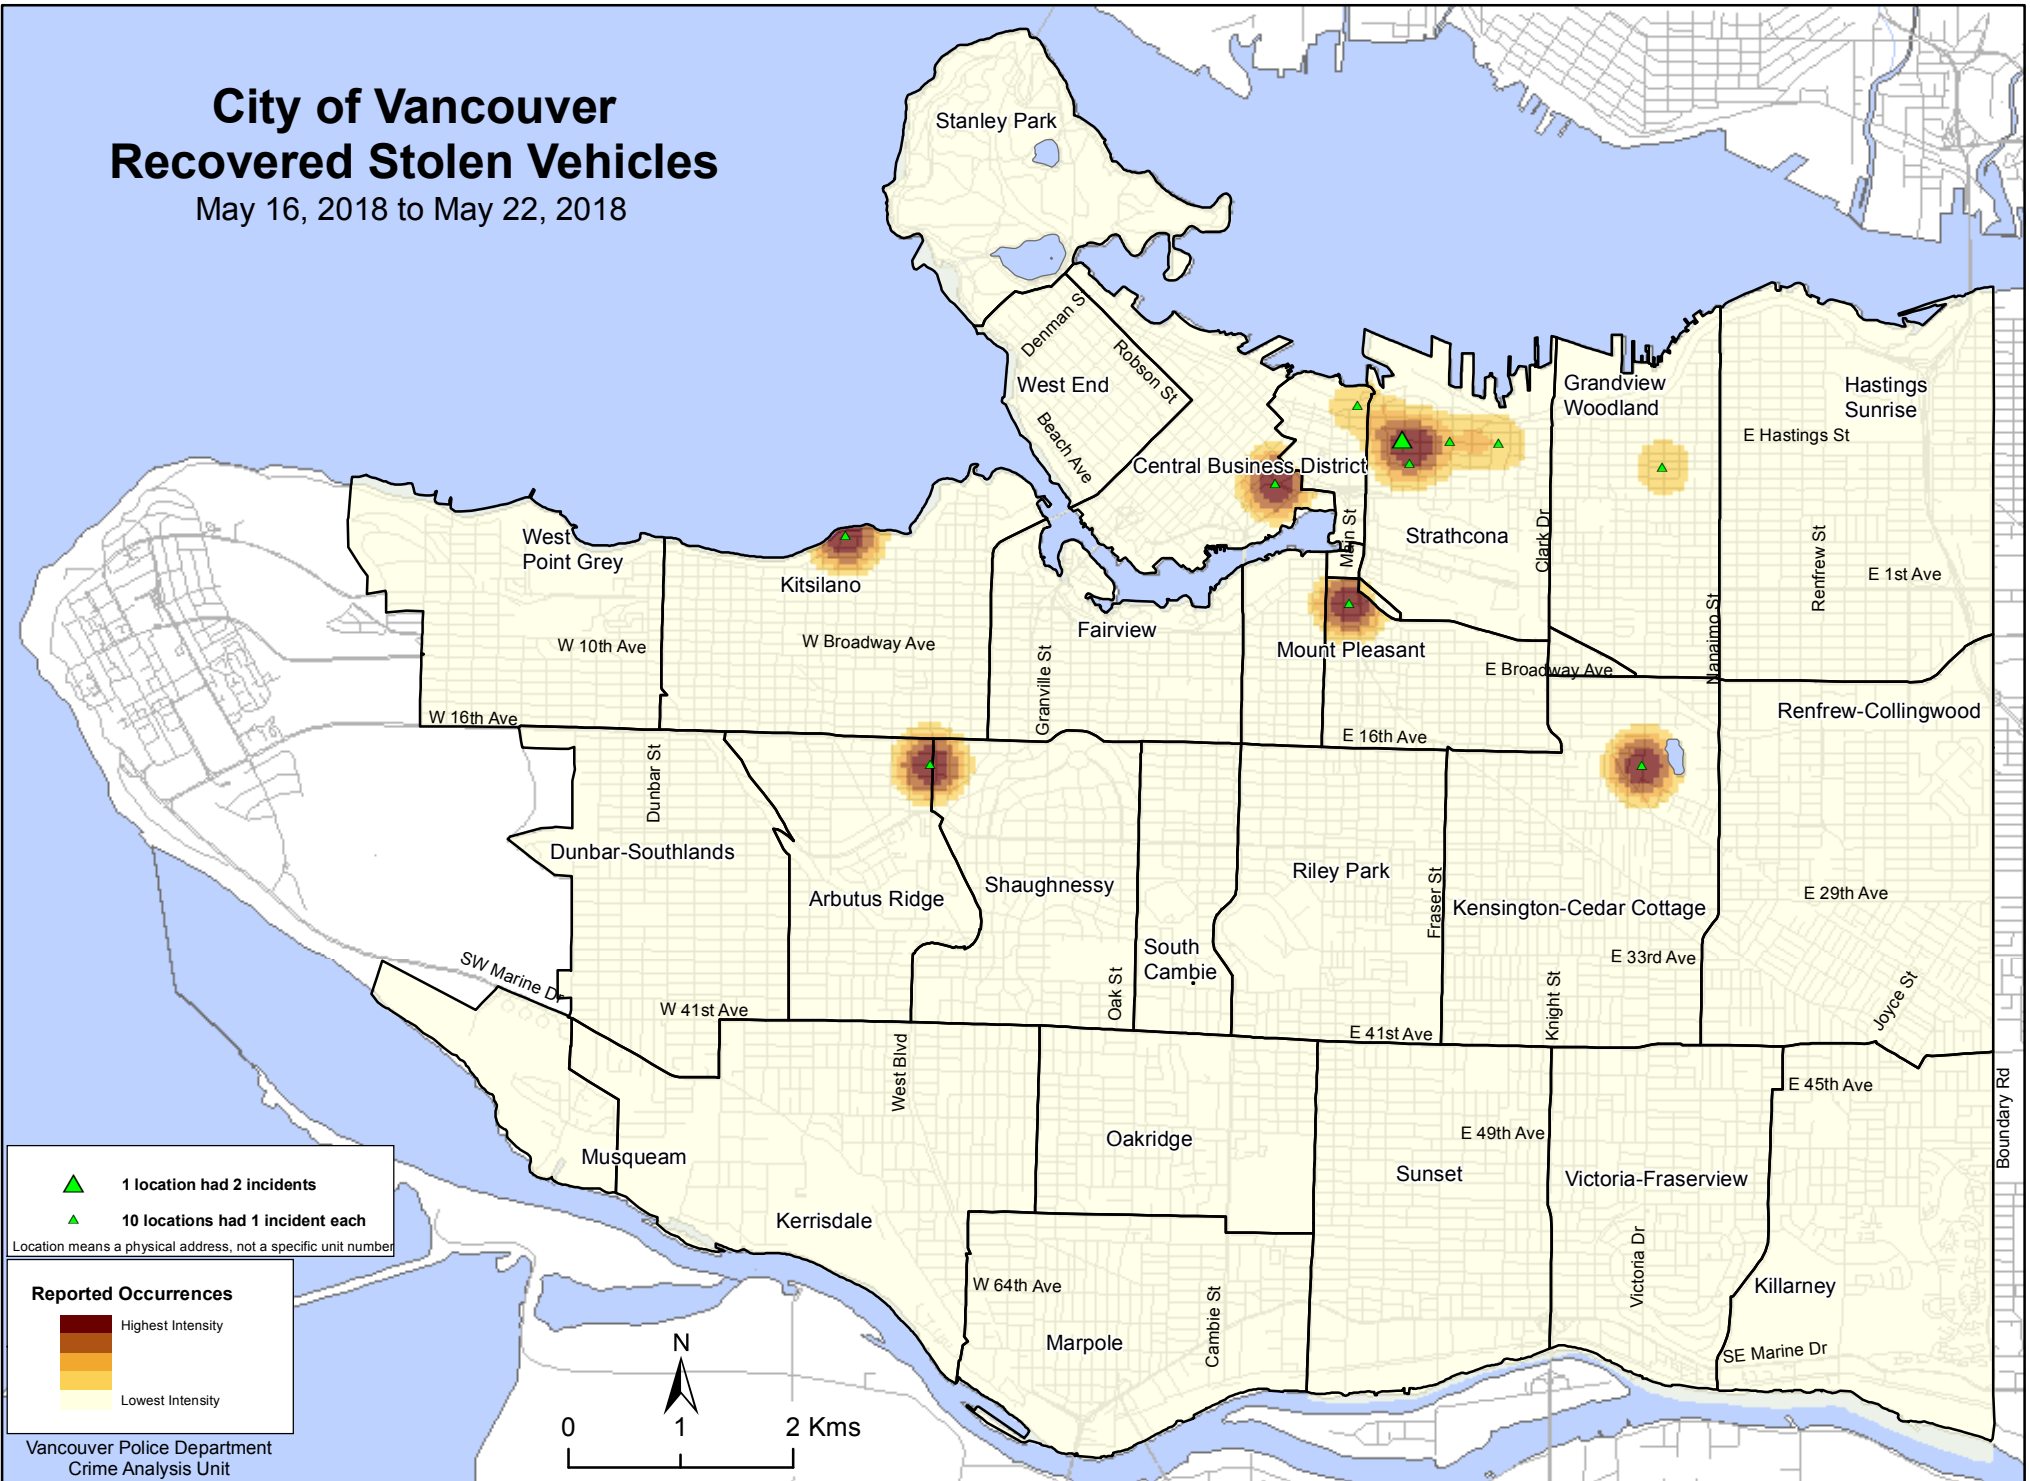 City of Vancouver
Recovered Stolen Vehicles
May 16, 2018 to May 22, 2018
Stanley Park
Denman S
Robson St
West End
Beach Ave
Central Business District
Grandview
Woodland
Hastings
Sunrise
E Hastings St
Main St
Strathcona
Clark Dr
Renfrew St
E 1st Ave
Nanaimo St
West
Point Grey
Kitsilano
W 10th Ave
W Broadway Ave
Fairview
Granville St
Mount Pleasant
E Broadway Ave
W 16th Ave
E 16th Ave
Renfrew-Collingwood
Dunbar St
Dunbar-Southlands
Arbutus Ridge
Shaughnessy
Riley Park
Fraser St
Kensington-Cedar Cottage
E 29th Ave
South
Cambie
E 33rd Ave
SW Marine Dr
W 41st Ave
Oak St
E 41st Ave
Knight St
Joyce St
West Blvd
E 45th Ave
Boundary Rd
Musqueam
Oakridge
E 49th Ave
Sunset
Victoria-Fraserview
Kerrisdale
Victoria Dr
W 64th Ave
Cambie St
Killarney
Marpole
SE Marine Dr
1 location had 2 incidents
10 locations had 1 incident each
Location means a physical address, not a specific unit number
Reported Occurrences
Highest Intensity
Lowest Intensity
N
0 1 2 Kms
Vancouver Police Department
Crime Analysis Unit